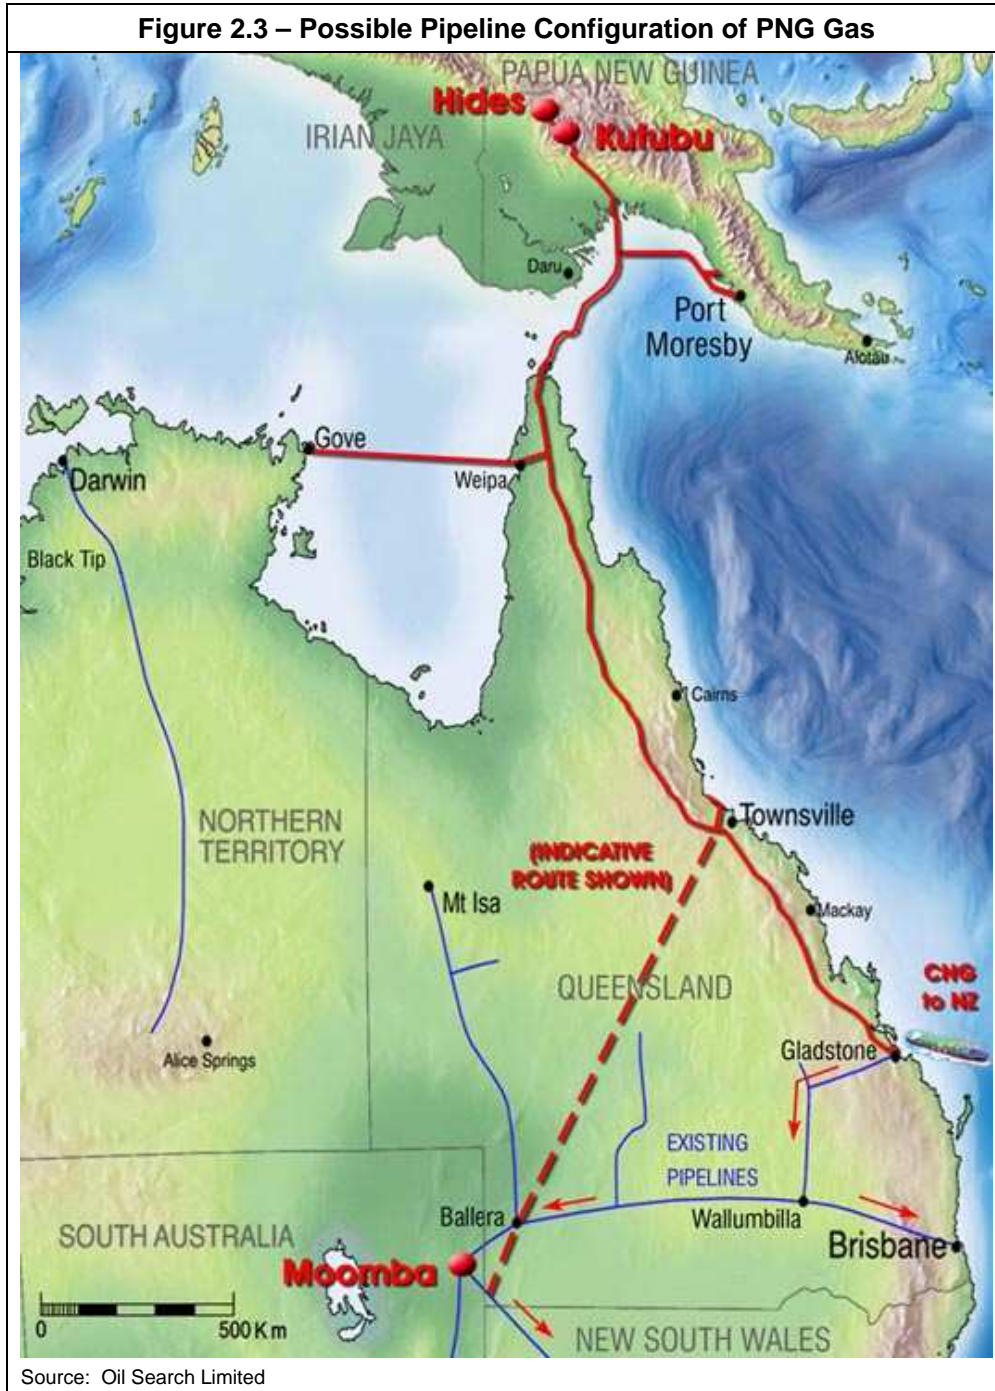 Figure 2.3 – Possible Pipeline Configuration of PNG Gas
PAPUA NEW GUINEA
Hides
IRIAN JAYA
Kutubu
Daru
Port
Moresby
Alotau
Gove
Weipa
Darwin
Black Tip
Cairns
Townsville
NORTHERN
TERRITORY
(INDICATIVE
ROUTE SHOWN)
Mt Isa
Mackay
QUEENSLAND
CNG
to NZ
Gladstone
Alice Springs
EXISTING
PIPELINES
Ballera
Wallumbilla
SOUTH AUSTRALIA
Brisbane
Moomba
0 500 Km
NEW SOUTH WALES
Source: Oil Search Limited